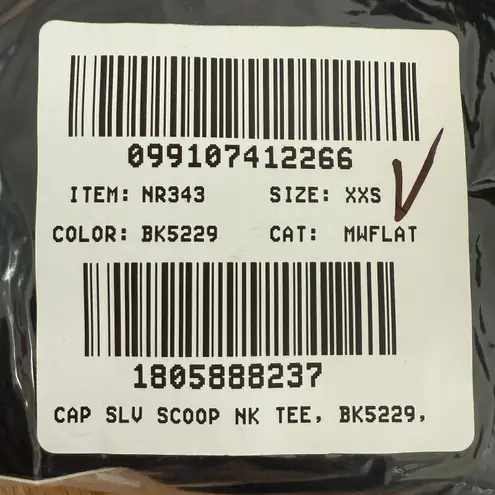 099107412266
ITEM: NR343 SIZE: XXS
COLOR: BK5229 CAT: MWFLAT
1805888237
CAP SLV SCOOP NK TEE, BK5229,